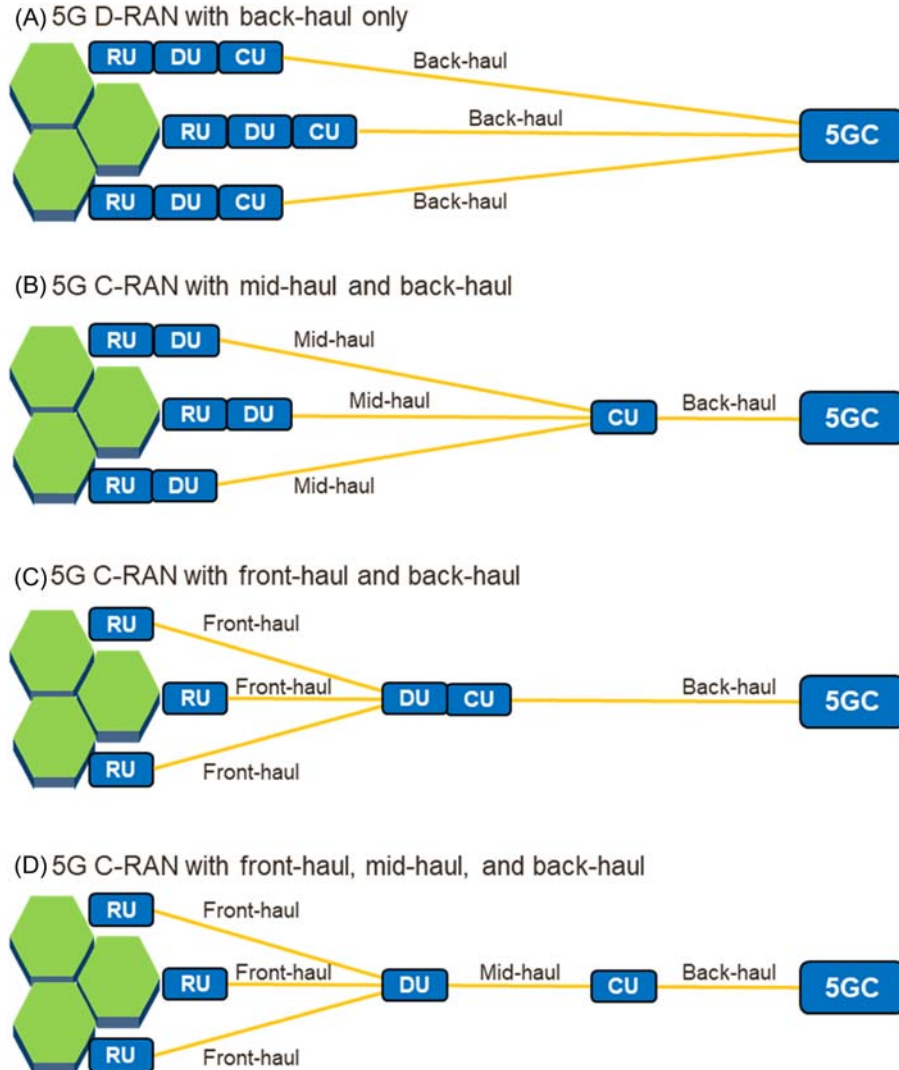 (A) 5G D-RAN with back-haul only
RU DU CU
Back-haul
RU DU CU
Back-haul
5GC
RU DU CU
Back-haul
(B) 5G C-RAN with mid-haul and back-haul
RU DU
Mid-haul
RU DU
Mid-haul
CU
Back-haul
5GC
RU DU
Mid-haul
(C) 5G C-RAN with front-haul and back-haul
RU
Front-haul
RU
Front-haul
DU CU
Back-haul
5GC
RU
Front-haul
(D) 5G C-RAN with front-haul, mid-haul, and back-haul
RU
Front-haul
RU
Front-haul
DU
Mid-haul
CU
Back-haul
5GC
RU
Front-haul